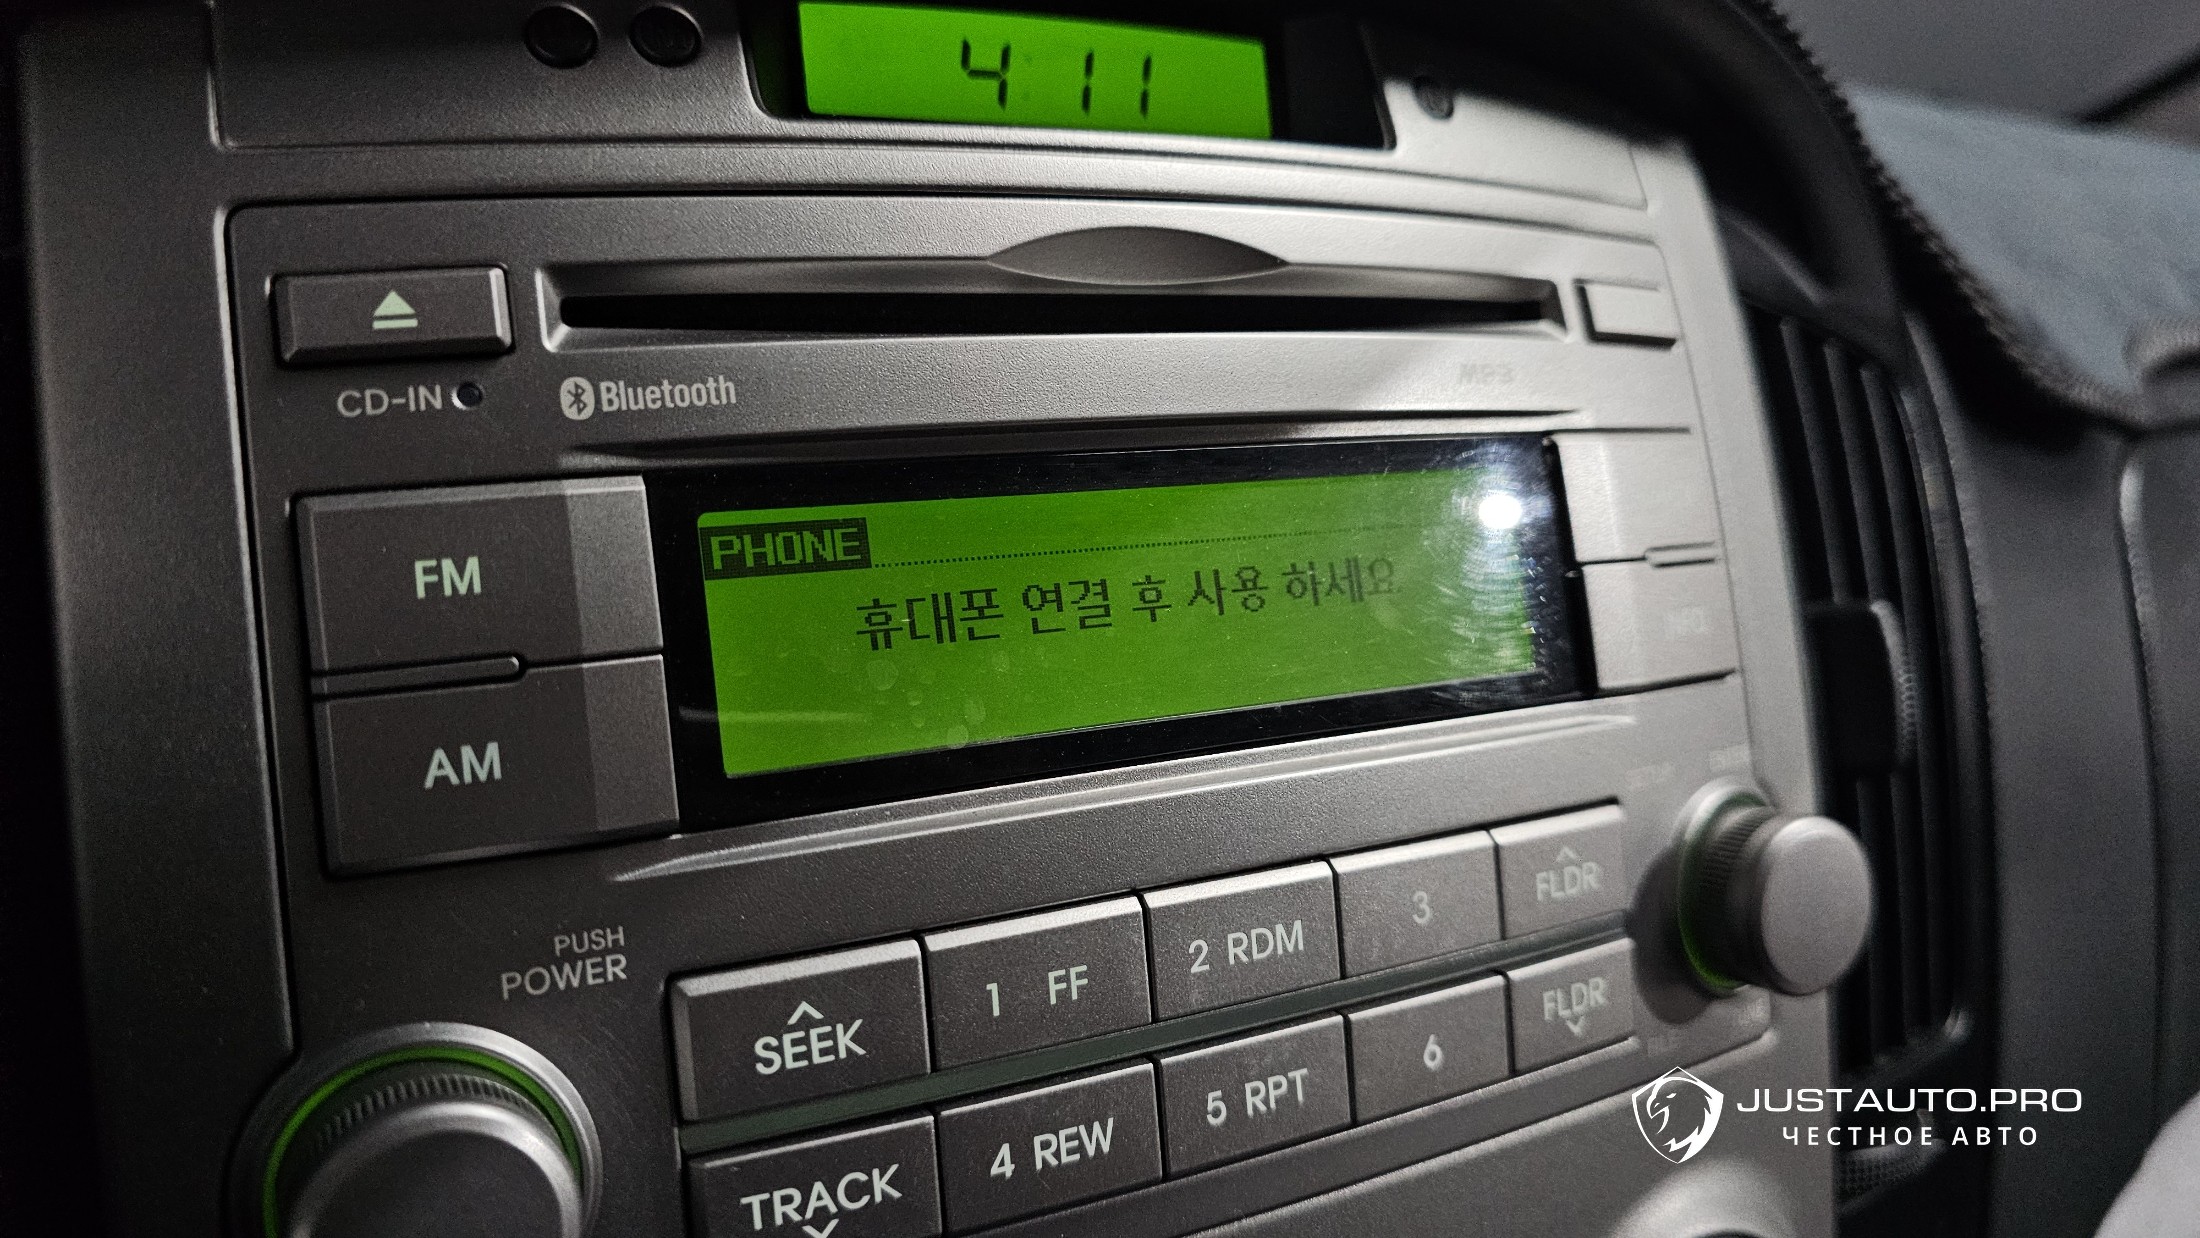 4:11
CD-IN
Bluetooth
MP3
FM
PHONE
휴대폰 연결 후 사용 하세요
AM
PUSH
POWER
SEEK
1 FF
2 RDM
3
FLDR
TRACK
4 REW
5 RPT
6
FLDR
JUSTAUTO.PRO
ЧЕСТНОЕ АВТО